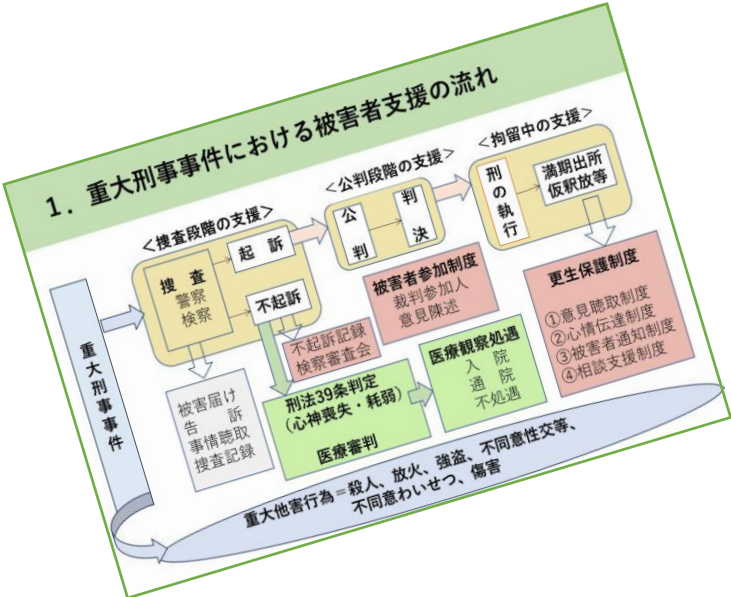 1．重大刑事事件における被害者支援の流れ
＜捜査段階の支援＞
＜公判段階の支援＞
＜拘留中の支援＞
重大刑事事件
捜　査
警察
検察
起　訴
不起訴
公　判
判　決
刑の執行
満期出所
仮釈放等
被害届け
告　訴
事情聴取
捜査記録
不起訴記録
検察審査会
被害者参加制度
裁判参加人
意見陳述
更生保護制度
①意見聴取制度
②心情伝達制度
③被害者通知制度
④相談支援制度
刑法39条判定
（心神喪失・耗弱）
医療審判
医療観察処遇
入　院
通　院
不処遇
重大他害行為＝殺人、放火、強盗、不同意性交等、
不同意わいせつ、傷害